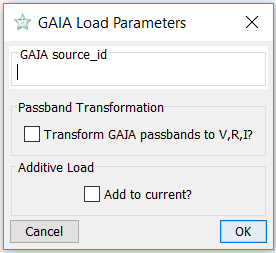 GAIA Load Parameters
GAIA source_id
Passband Transformation
Transform GAIA passbands to V,R,I?
Additive Load
Add to current?
Cancel
OK